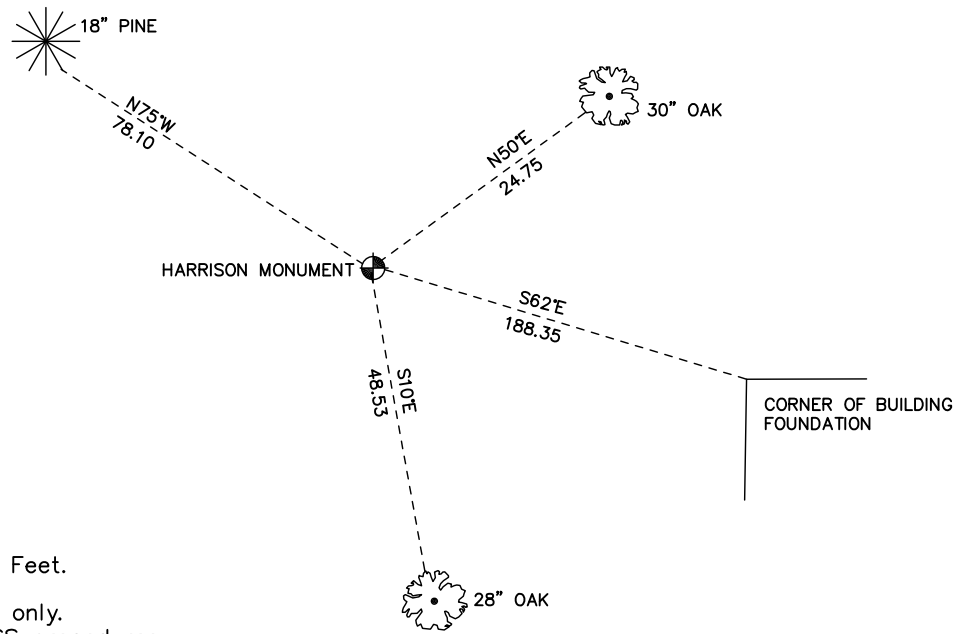 18" PINE
N75°W
78.10
30" OAK
N50°E
24.75
HARRISON MONUMENT
S62°E
188.35
S10°E
48.53
CORNER OF BUILDING
FOUNDATION
Feet.
only.
28" OAK